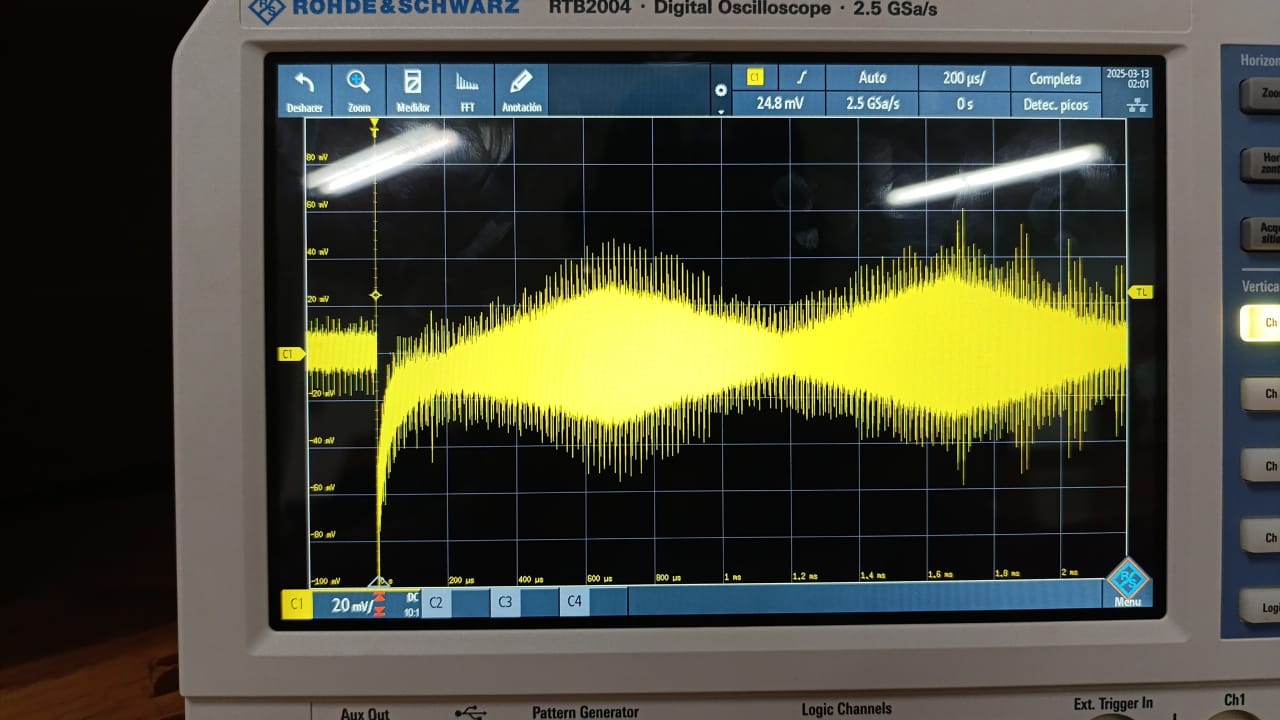 ROHDE&SCHWARZ RTB2004 · Digital Oscilloscope · 2.5 GSa/s
Deshacer Zoom Medidor FFT Anotación
C1 Auto 200 µs/ Completa 2025-03-13
24.8 mV 2.5 GSa/s 0 s Detec. picos 02:01
80 mV
60 mV
40 mV
20 mV
C1
TL
-20 mV
-40 mV
-60 mV
-80 mV
-100 mV
200 µs 400 µs 600 µs 800 µs 1 ms 1.2 ms 1.4 ms 1.6 ms 1.8 ms 2 ms
C1 20 mV/ DC 10:1 C2 C3 C4
R&S
Menu
Horizon
Zoo
Hor
zont
Acq
sitio
Vertica
Ch
Ch
Ch
Ch
Logi
Aux Out Pattern Generator Logic Channels Ext. Trigger In Ch1